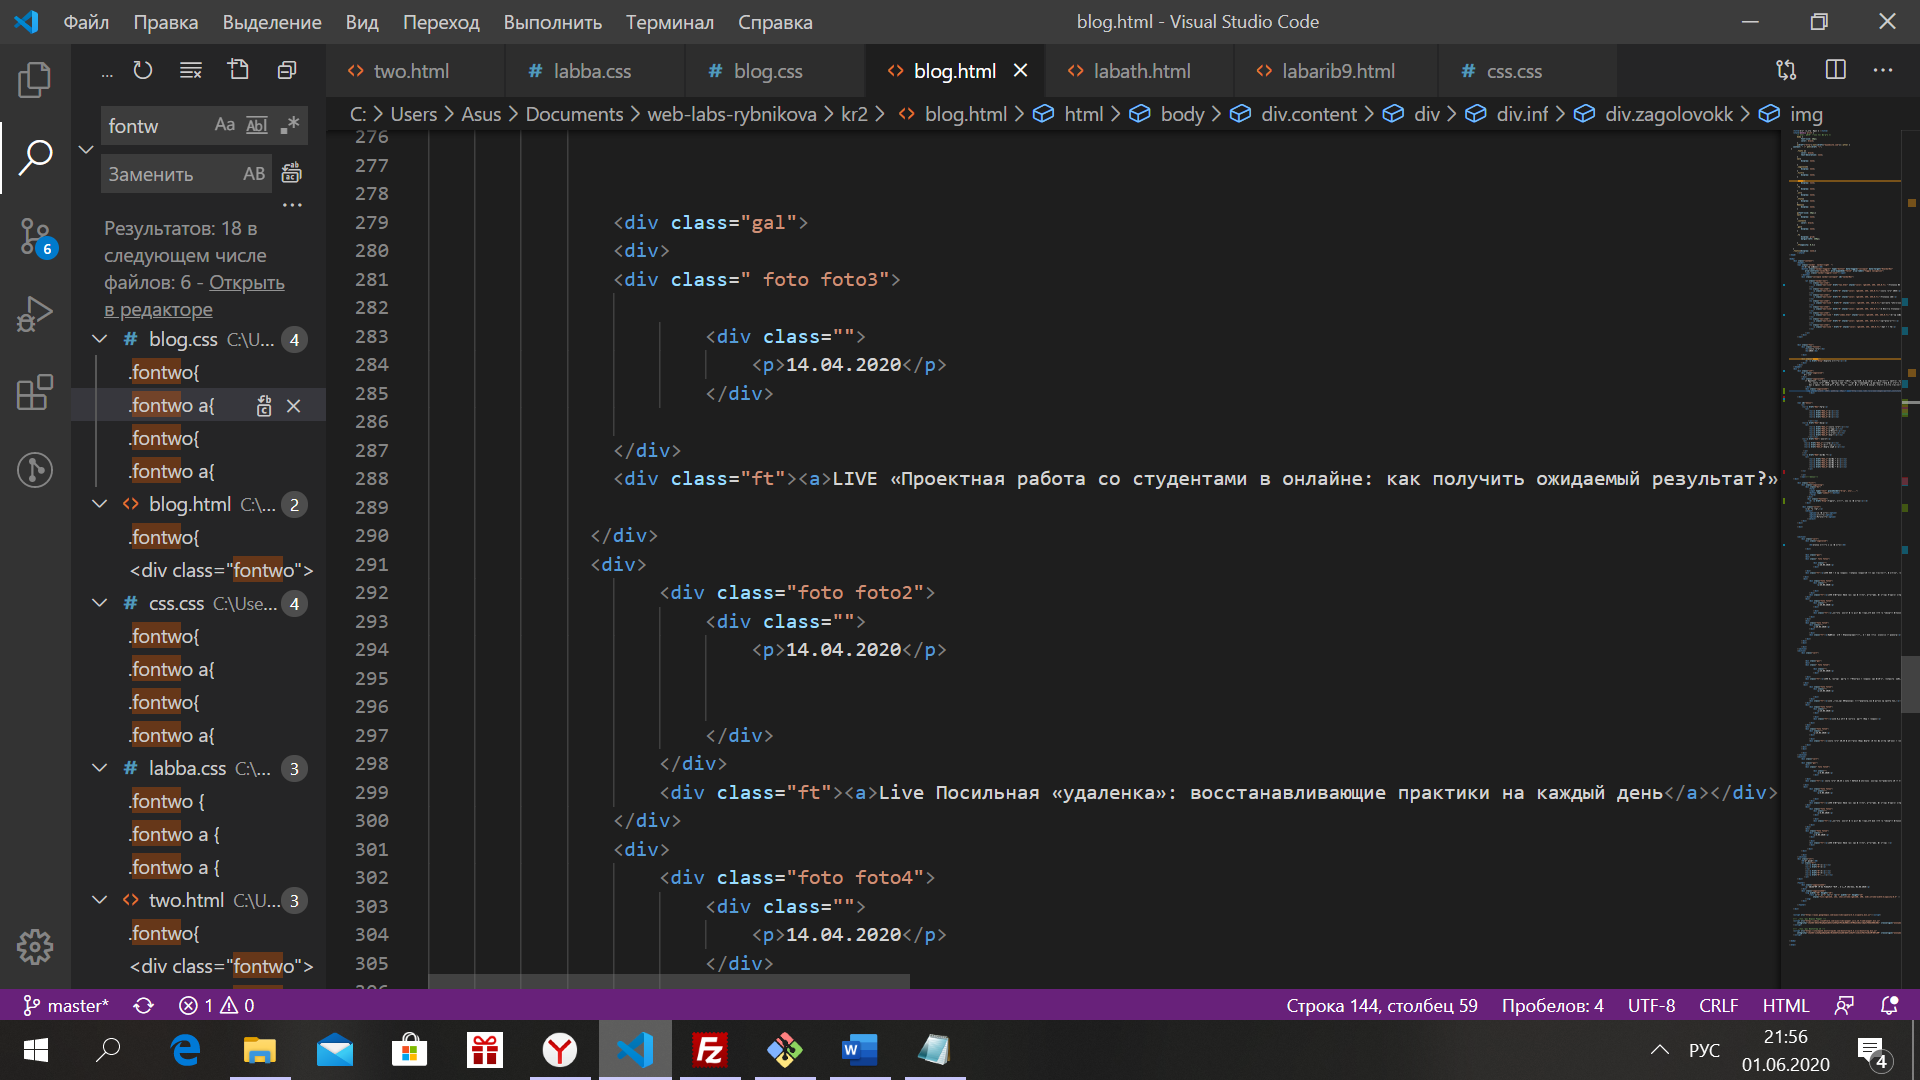 Файл Правка Выделение Вид Переход Выполнить Терминал Справка
blog.html - Visual Studio Code
... two.html # labba.css # blog.css <> blog.html <> labath.html <> labarib9.html # css.css ...
C: > Users > Asus > Documents > web-labs-rybnikova > kr2 > <> blog.html > html > body > div.content > div > div.inf > div.zagolovokk > img
fontw Aa Abl .*
Заменить AB
...
Результатов: 18 в
следующем числе
файлов: 6 - Открыть
в редакторе
# blog.css C:\U... 4
.fontwo{
.fontwo a{
.fontwo{
.fontwo a{
<> blog.html C:\... 2
.fontwo{
<div class="fontwo">
# css.css C:\Use... 4
.fontwo{
.fontwo a{
.fontwo{
.fontwo a{
# labba.css C:\... 3
.fontwo {
.fontwo a {
.fontwo a {
<> two.html C:\U... 3
.fontwo{
<div class="fontwo">
6
276
277
278
279 <div class="gal">
280 <div>
281 <div class=" foto foto3">
282
283 <div class="">
284 <p>14.04.2020</p>
285 </div>
286
287 </div>
288 <div class="ft"><a>LIVE «Проектная работа со студентами в онлайне: как получить ожидаемый результат?»
289
290 </div>
291 <div>
292 <div class="foto foto2">
293 <div class="">
294 <p>14.04.2020</p>
295
296
297 </div>
298 </div>
299 <div class="ft"><a>Live Посильная «удаленка»: восстанавливающие практики на каждый день</a></div>
300 </div>
301 <div>
302 <div class="foto foto4">
303 <div class="">
304 <p>14.04.2020</p>
305 </div>
master* 1 0
Строка 144, столбец 59 Пробелов: 4 UTF-8 CRLF HTML
РУС
21:56
01.06.2020
4